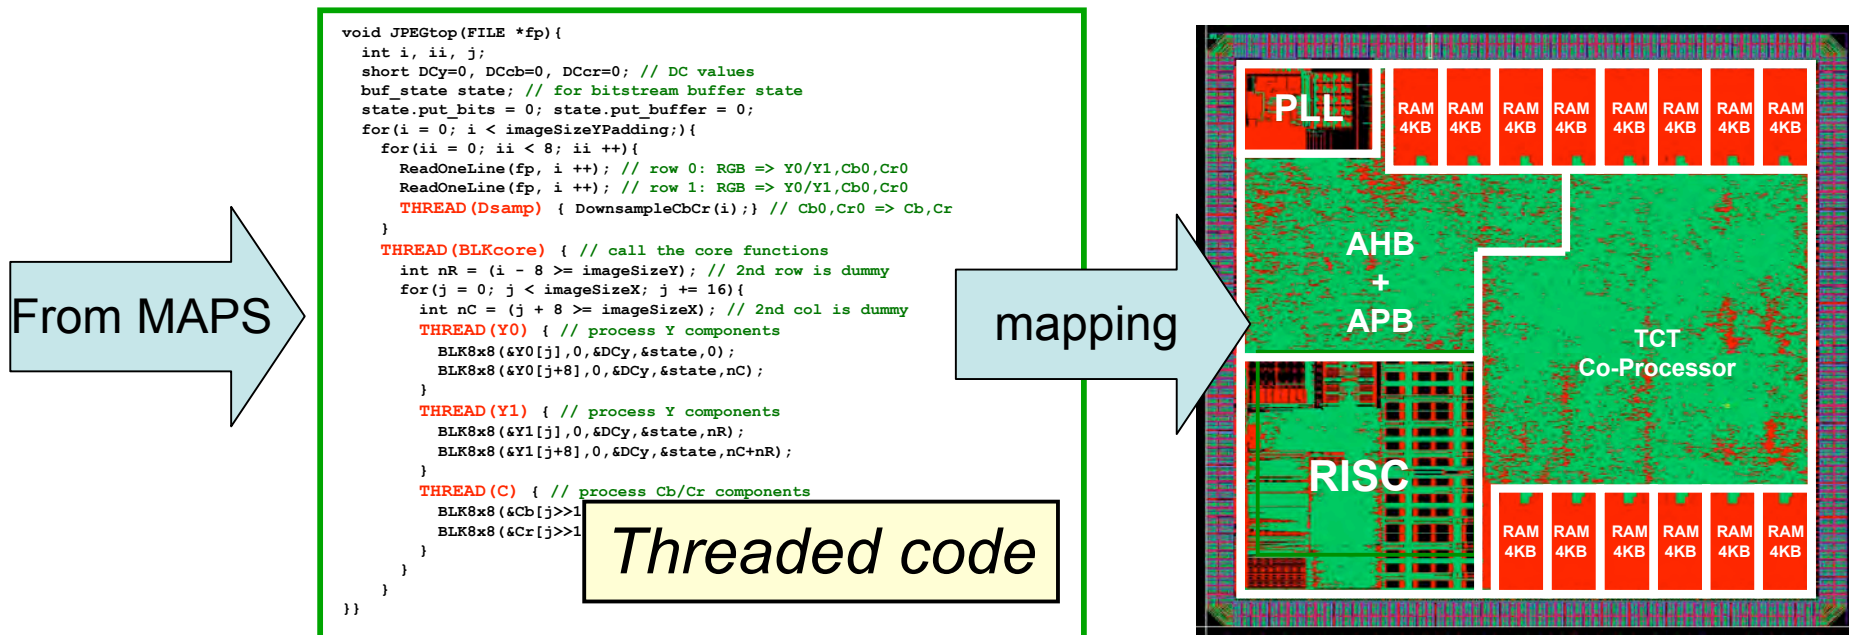 From MAPS
void JPEGtop(FILE *fp){
int i, ii, j;
short DCy=0, DCcb=0, DCcr=0; // DC values
buf_state state; // for bitstream buffer state
state.put_bits = 0; state.put_buffer = 0;
for(i = 0; i < imageSizeYPadding;){
for(ii = 0; ii < 8; ii ++){
ReadOneLine(fp, i ++); // row 0: RGB => Y0/Y1,Cb0,Cr0
ReadOneLine(fp, i ++); // row 1: RGB => Y0/Y1,Cb0,Cr0
THREAD(Dsamp) { DownsampleCbCr(i);} // Cb0,Cr0 => Cb,Cr
}
THREAD(BLKcore) { // call the core functions
int nR = (i - 8 >= imageSizeY); // 2nd row is dummy
for(j = 0; j < imageSizeX; j += 16){
int nC = (j + 8 >= imageSizeX); // 2nd col is dummy
THREAD(Y0) { // process Y components
BLK8x8(&Y0[j],0,&DCy,&state,0);
BLK8x8(&Y0[j+8],0,&DCy,&state,nC);
}
THREAD(Y1) { // process Y components
BLK8x8(&Y1[j],0,&DCy,&state,nR);
BLK8x8(&Y1[j+8],0,&DCy,&state,nC+nR);
}
THREAD(C) { // process Cb/Cr components
BLK8x8(&Cb[j>>1
BLK8x8(&Cr[j>>1
}
}
}
}}
Threaded code
mapping
PLL
RAM 4KB
RAM 4KB
RAM 4KB
RAM 4KB
RAM 4KB
RAM 4KB
RAM 4KB
RAM 4KB
AHB
+
APB
TCT
Co-Processor
RISC
RAM 4KB
RAM 4KB
RAM 4KB
RAM 4KB
RAM 4KB
RAM 4KB